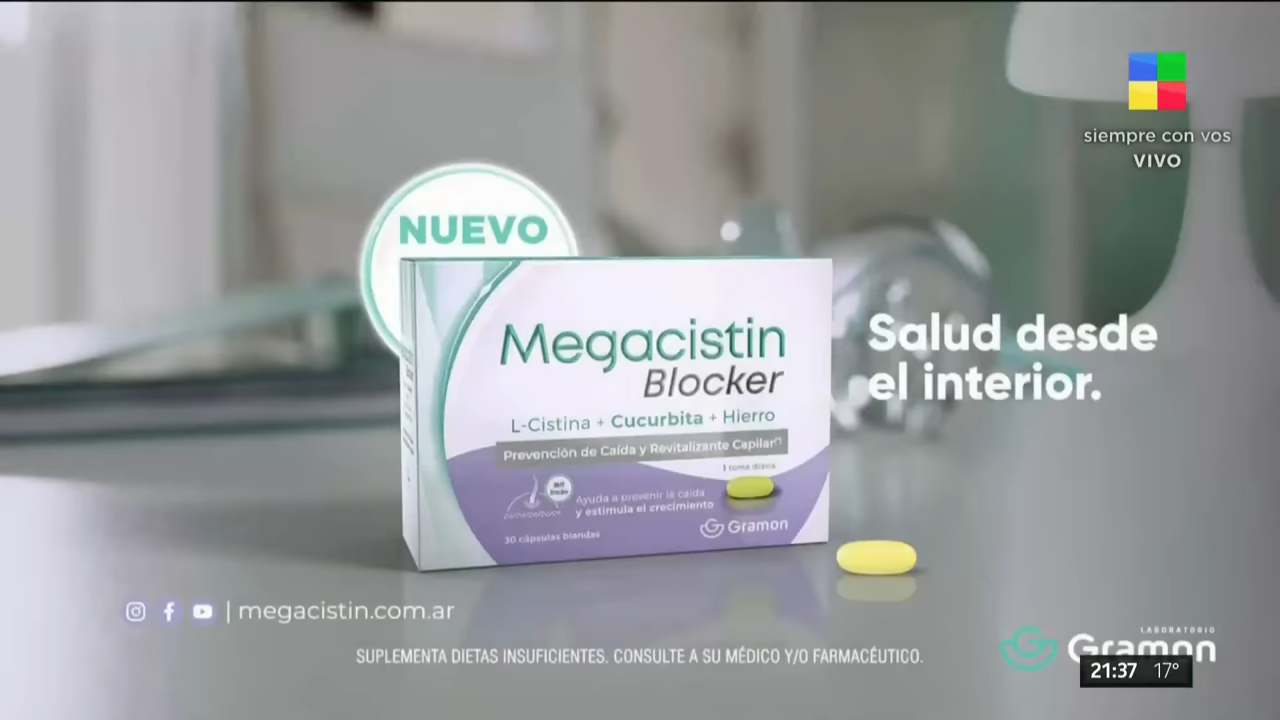 siempre con vos
VIVO
NUEVO
Megacistin
Blocker
L-Cistina + Cucurbita + Hierro
Prevención de Caída y Revitalizante Capilar
1 toma diaria
Ayuda a prevenir la caída
y estimula el crecimiento
30 cápsulas blandas
Gramon
Salud desde
el interior.
| megacistin.com.ar
SUPLEMENTA DIETAS INSUFICIENTES. CONSULTE A SU MÉDICO Y/O FARMACÉUTICO.
LABORATORIO
Gramon
21:37 17°